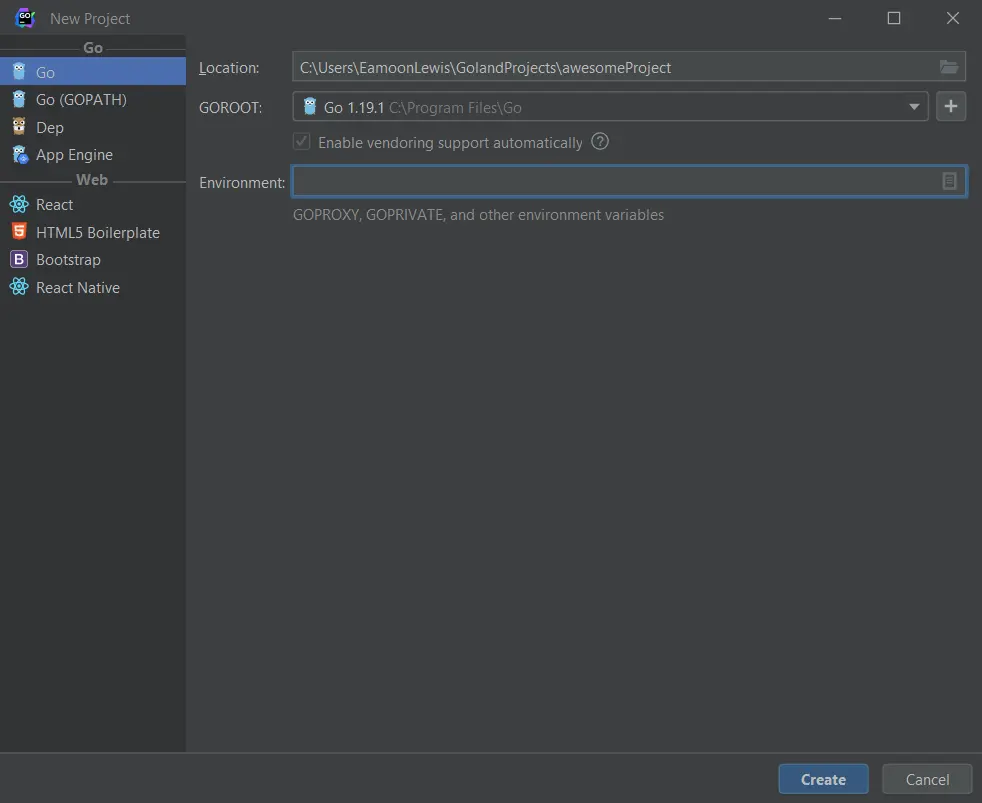 New Project
Go
Go
Go (GOPATH)
Dep
App Engine
Web
React
HTML5 Boilerplate
Bootstrap
React Native
Location: C:\Users\EamoonLewis\GolandProjects\awesomeProject
GOROOT: Go 1.19.1 C:\Program Files\Go
Enable vendoring support automatically ?
Environment:
GOPROXY, GOPRIVATE, and other environment variables
Create Cancel